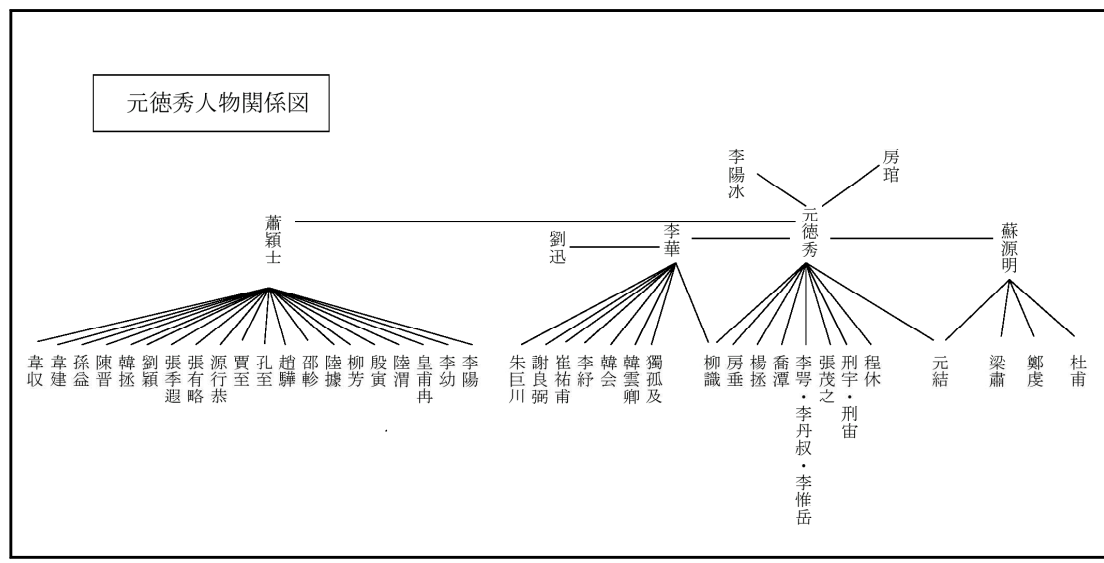 元徳秀人物関係図
房琯
李陽冰
元徳秀
蘇源明
李華
劉迅
蕭穎士
杜甫
鄭虔
梁肅
元結
程休
刑宇・刑宙
張茂之
李崿・李丹叔・李惟岳
喬潭
楊拯
房垂
柳識
獨孤及
韓雲卿
韓会
李紓
崔祐甫
謝良弼
朱巨川
李陽
李幼
皇甫冉
陸渭
殷寅
柳芳
陸據
邵軫
趙驊
孔至
賈至
源行恭
張有略
張季遐
劉穎
韓拯
陳晋
孫益
韋建
韋収